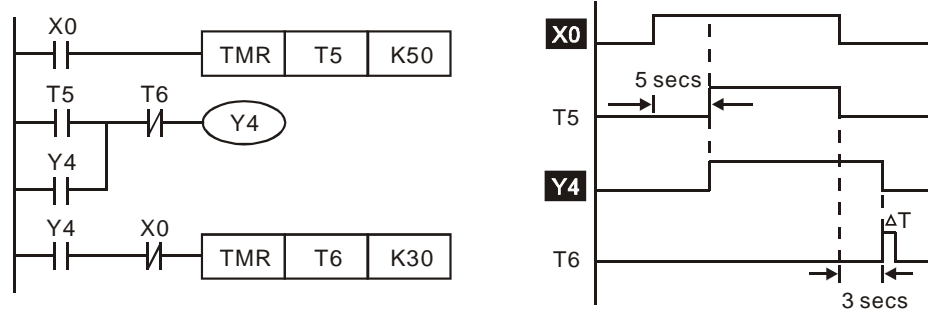 X0
TMR T5 K50
T5 T6
Y4
Y4
Y4 X0
TMR T6 K30
X0
5 secs
T5
Y4
△T
T6
3 secs